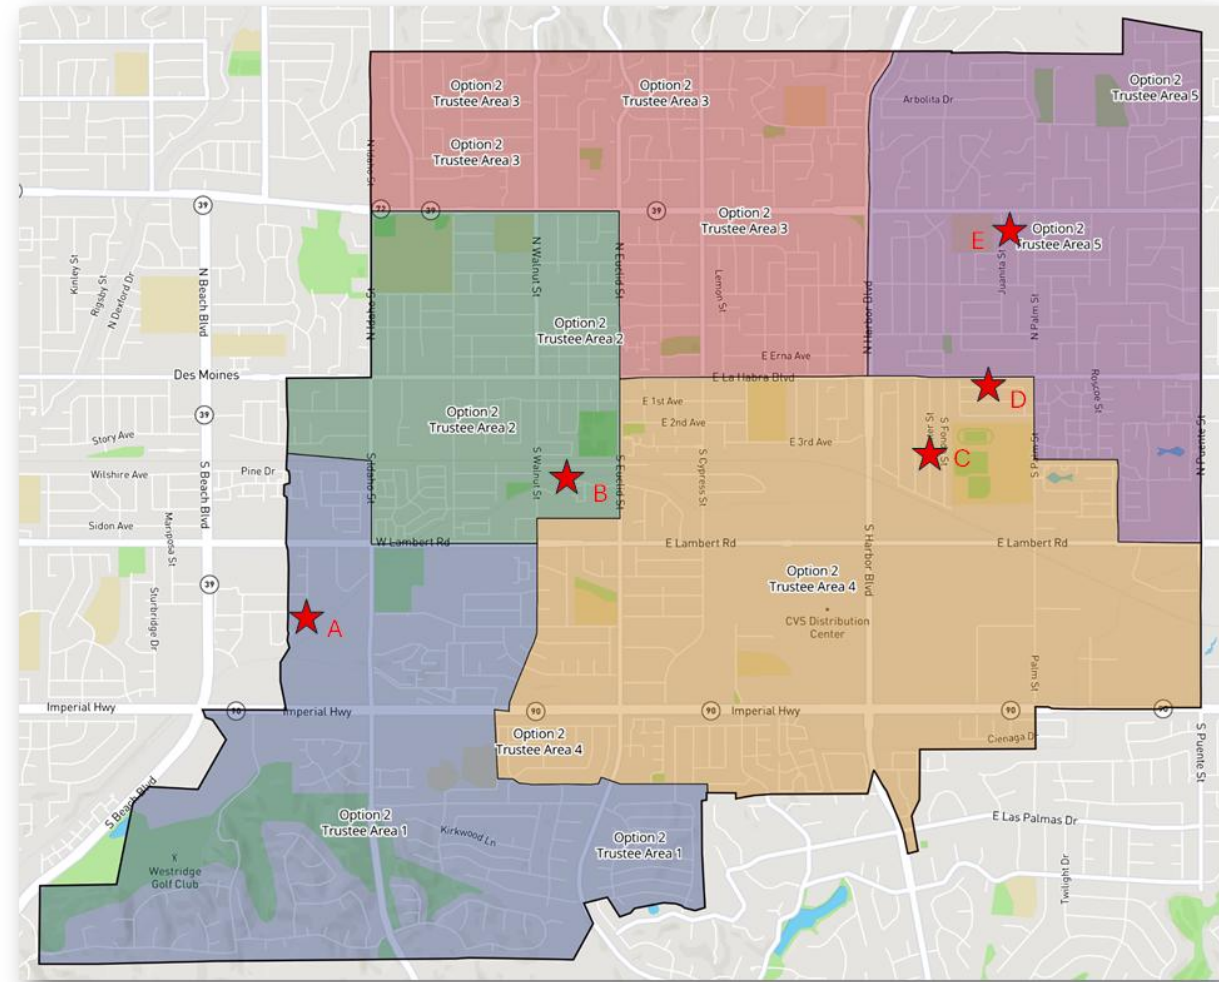 Option 2
Trustee Area 3
Option 2
Trustee Area 3
Option 2
Trustee Area 5
Arbolita Dr
Option 2
Trustee Area 3
N Idaho St
39
39
39
Option 2
Trustee Area 3
E
Option 2
Trustee Area 5
Kinley St
Rigsby St
N Dexford Dr
N Beach Blvd
N Idaho St
N Walnut St
N Euclid St
Lemon St
N Harbor Blvd
N Palm St
Option 2
Trustee Area 2
E Erna Ave
Des Moines
E La Habra Blvd
D
Roscoe St
39
Option 2
Trustee Area 2
E 1st Ave
E 2nd Ave
E 3rd Ave
Story Ave
Wilshire Ave
Pine Dr
S Beach Blvd
S Idaho St
S Walnut St
B
S Euclid St
S Cypress St
C
S Palm St
Sidon Ave
Mariposa St
W Lambert Rd
E Lambert Rd
E Lambert Rd
S Harbor Blvd
39
Sturbridge Dr
Option 2
Trustee Area 4
A
CVS Distribution
Center
Palm St
Imperial Hwy
90
Imperial Hwy
90
90
Imperial Hwy
90
90
Option 2
Trustee Area 4
Cienaga Dr
S Puente St
S Beach Blvd
Option 2
Trustee Area 1
Kirkwood Ln
Option 2
Trustee Area 1
E Las Palmas Dr
Westridge
Golf Club
Twilight Dr